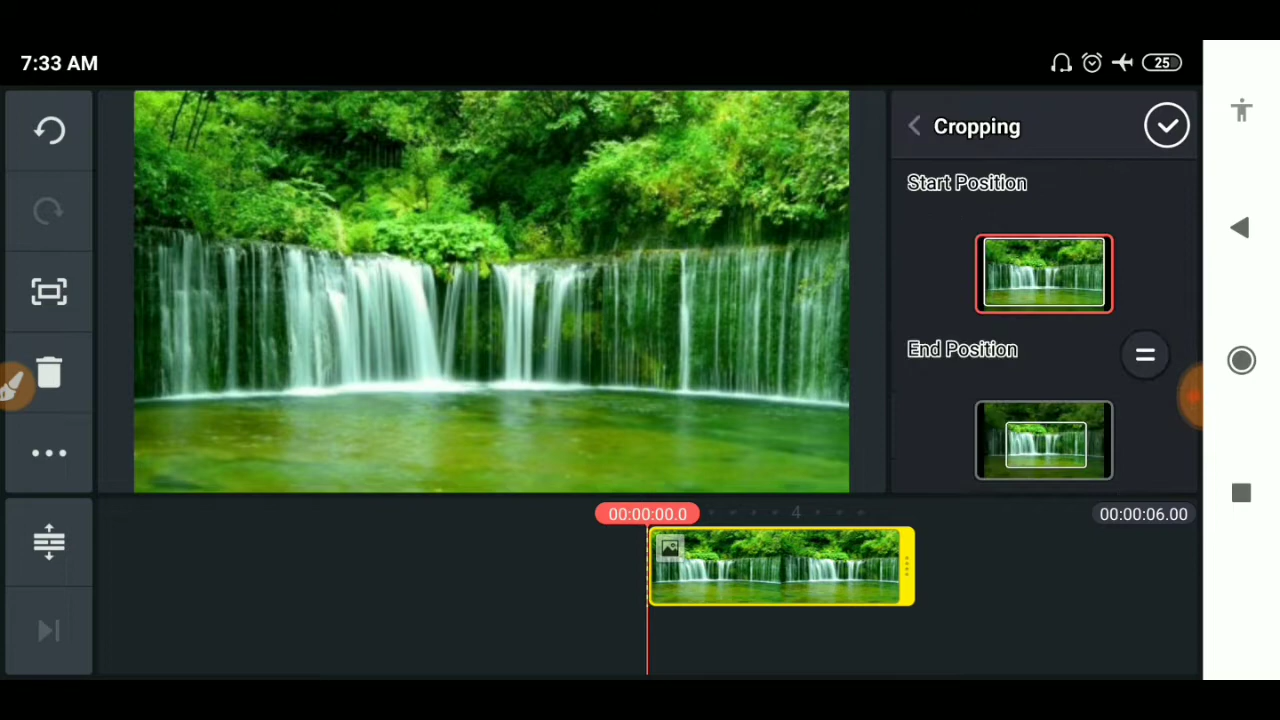 7:33 AM
25
Cropping
Start Position
End Position
00:00:00.0
4
00:00:06.00